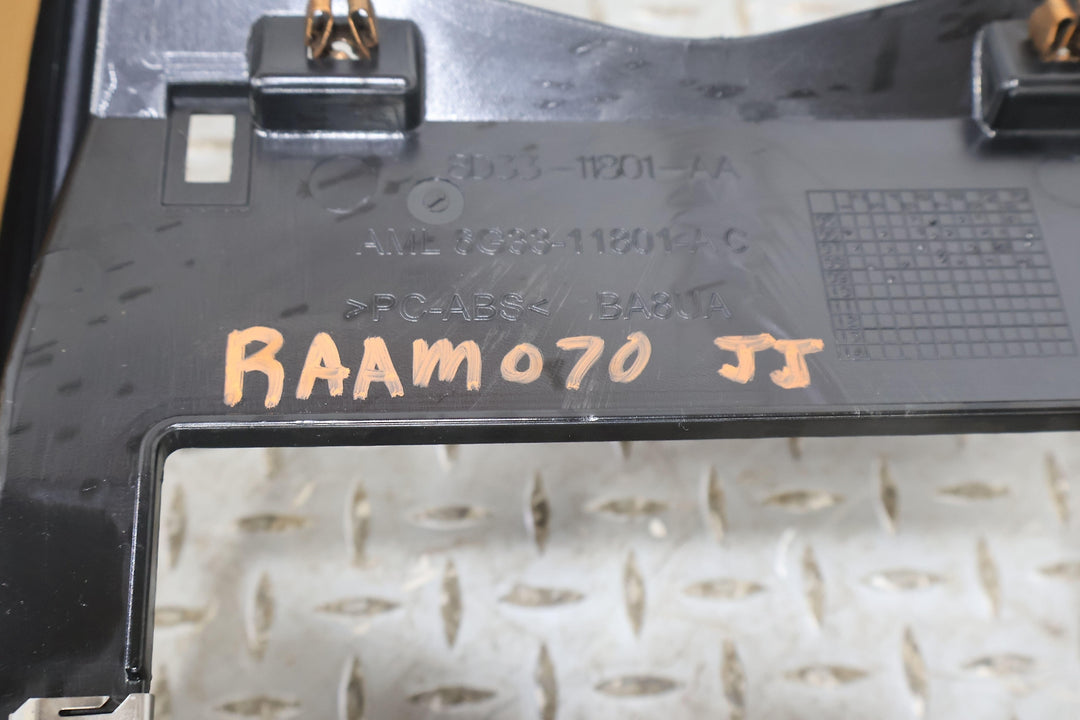 8D33-11801-AA
AML 8G33-11801-AC
>PC-ABS< BA8UA
RAAM070 JJ